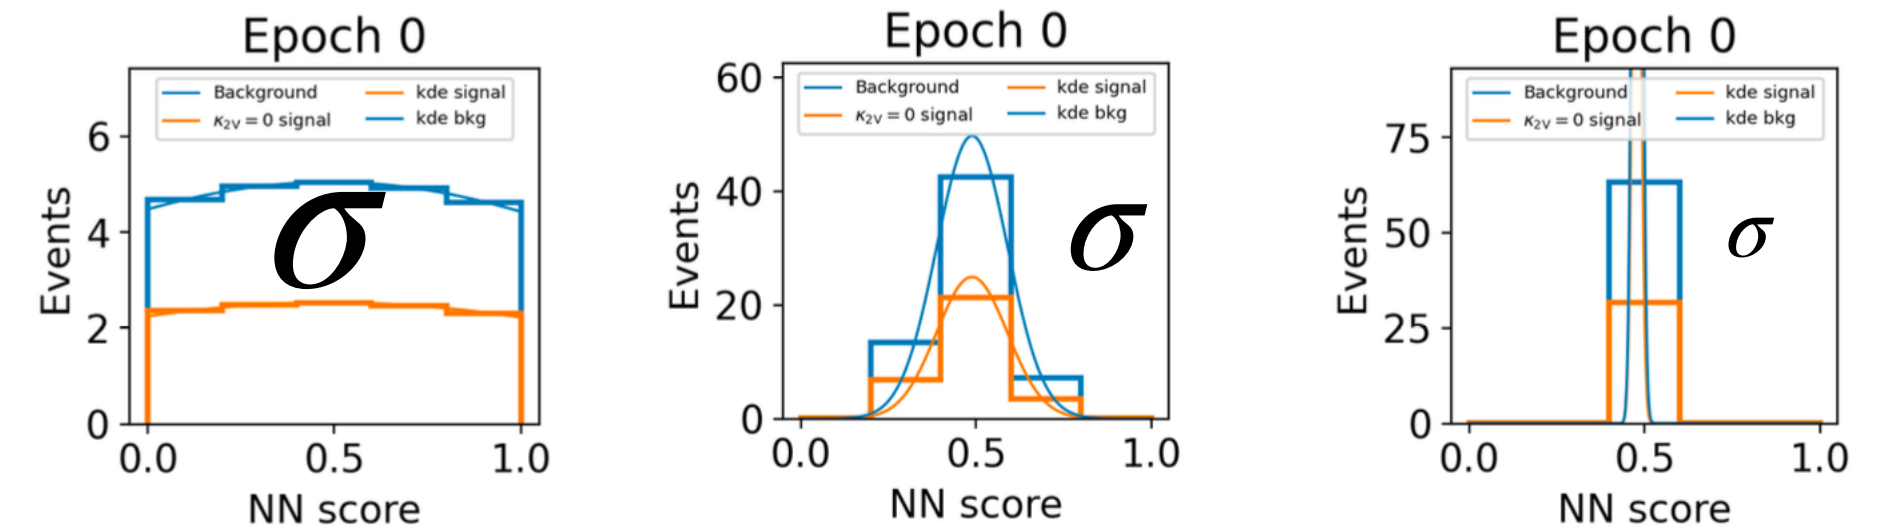 Epoch 0
Background
kde signal
κ2V = 0 signal
kde bkg
6
4
2
0
Events
σ
0.0 0.5 1.0
NN score
Epoch 0
Background
kde signal
κ2V = 0 signal
kde bkg
60
40
20
0
Events
σ
0.0 0.5 1.0
NN score
Epoch 0
Background
kde signal
κ2V = 0 signal
kde bkg
75
50
25
0
Events
σ
0.0 0.5 1.0
NN score